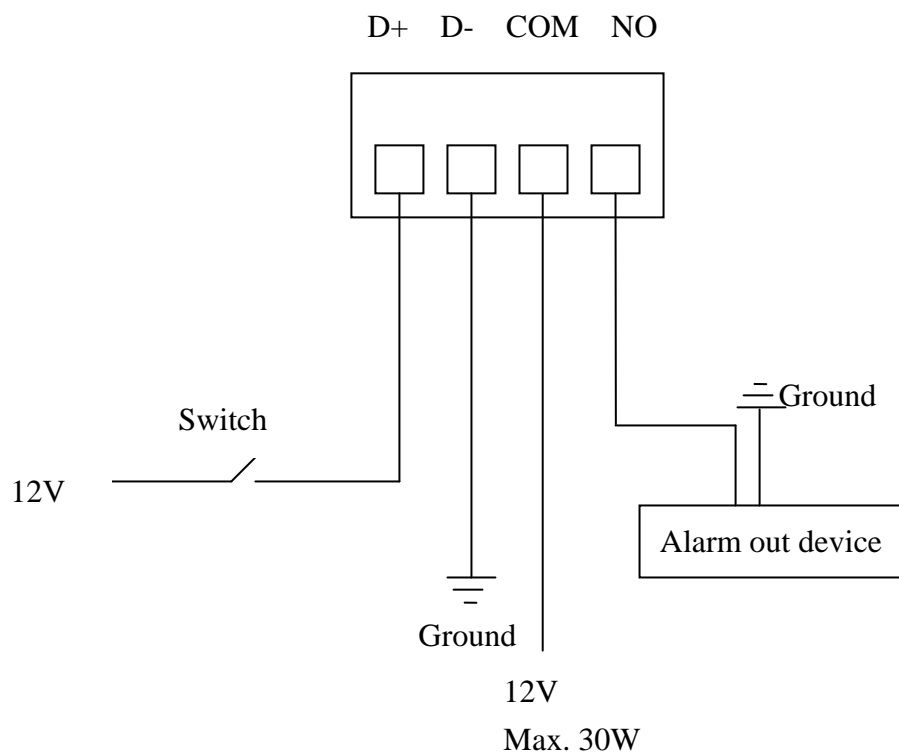 D+ D- COM NO
Ground
Switch
12V
Alarm out device
Ground
12V
Max. 30W